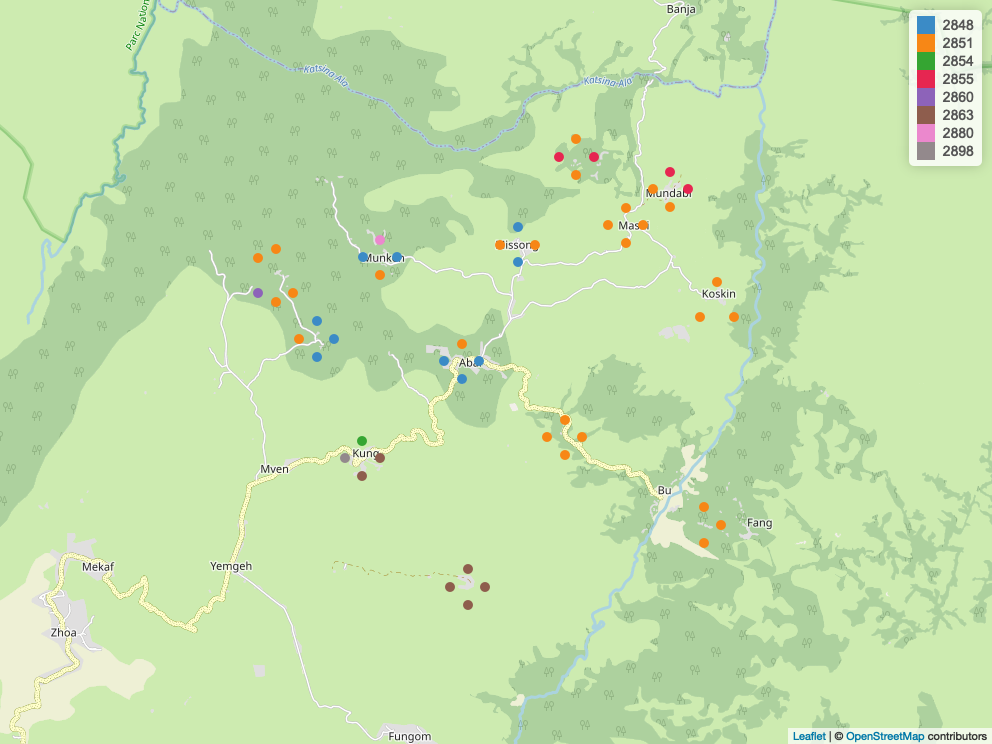 Banja
2848
2851
2854
2855
2860
2863
2880
2898
Parc Nation
Katsina-Ala
Katsina-Ala
Mundabi
Missong
Munken
Koskin
Abar
Kung
Mven
Bu
Fang
Mekaf
Yemgeh
Zhoa
Fungom
Leaflet | © OpenStreetMap contributors